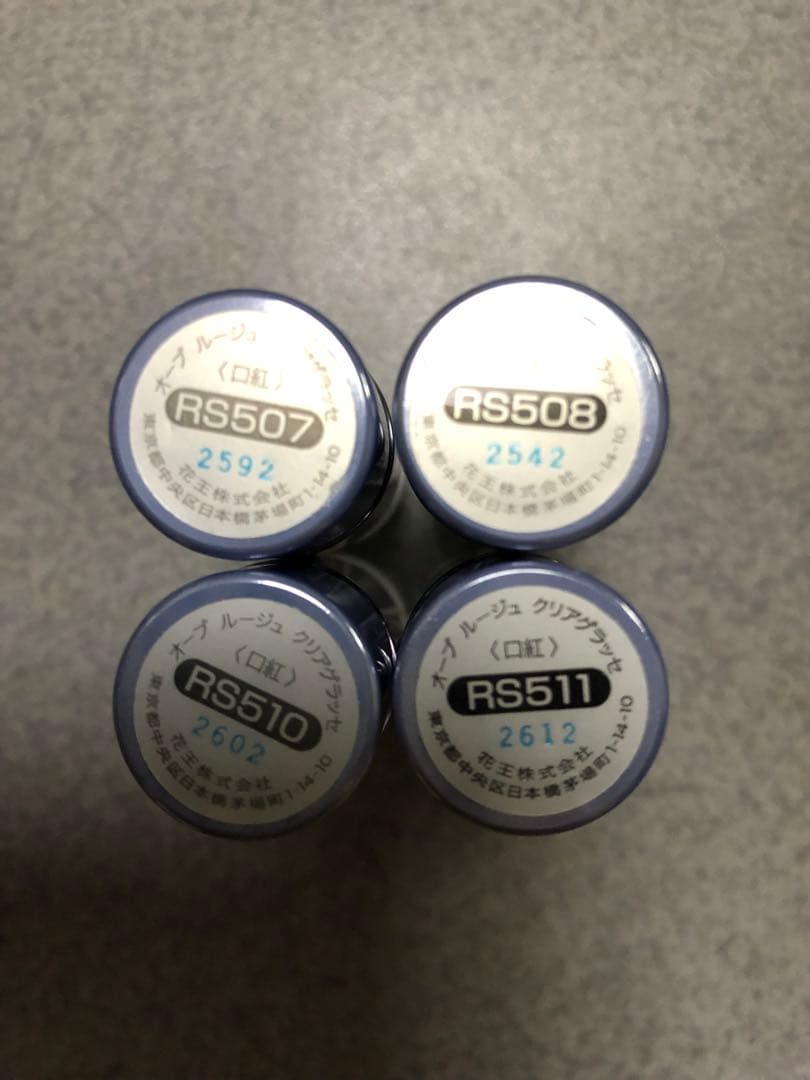 オーブ ルージュ グラッセ
〈口紅〉
RS507
2592
花王株式会社
東京都中央区日本橋茅場町1-14-10
ラッセ
RS508
2542
花王株式会社
東京都中央区日本橋茅場町1-14-10
オーブ ルージュ クリアグラッセ
〈口紅〉
RS510
2602
花王株式会社
東京都中央区日本橋茅場町1-14-10
オーブ ルージュ クリアグラッセ
〈口紅〉
RS511
2612
花王株式会社
東京都中央区日本橋茅場町1-14-10